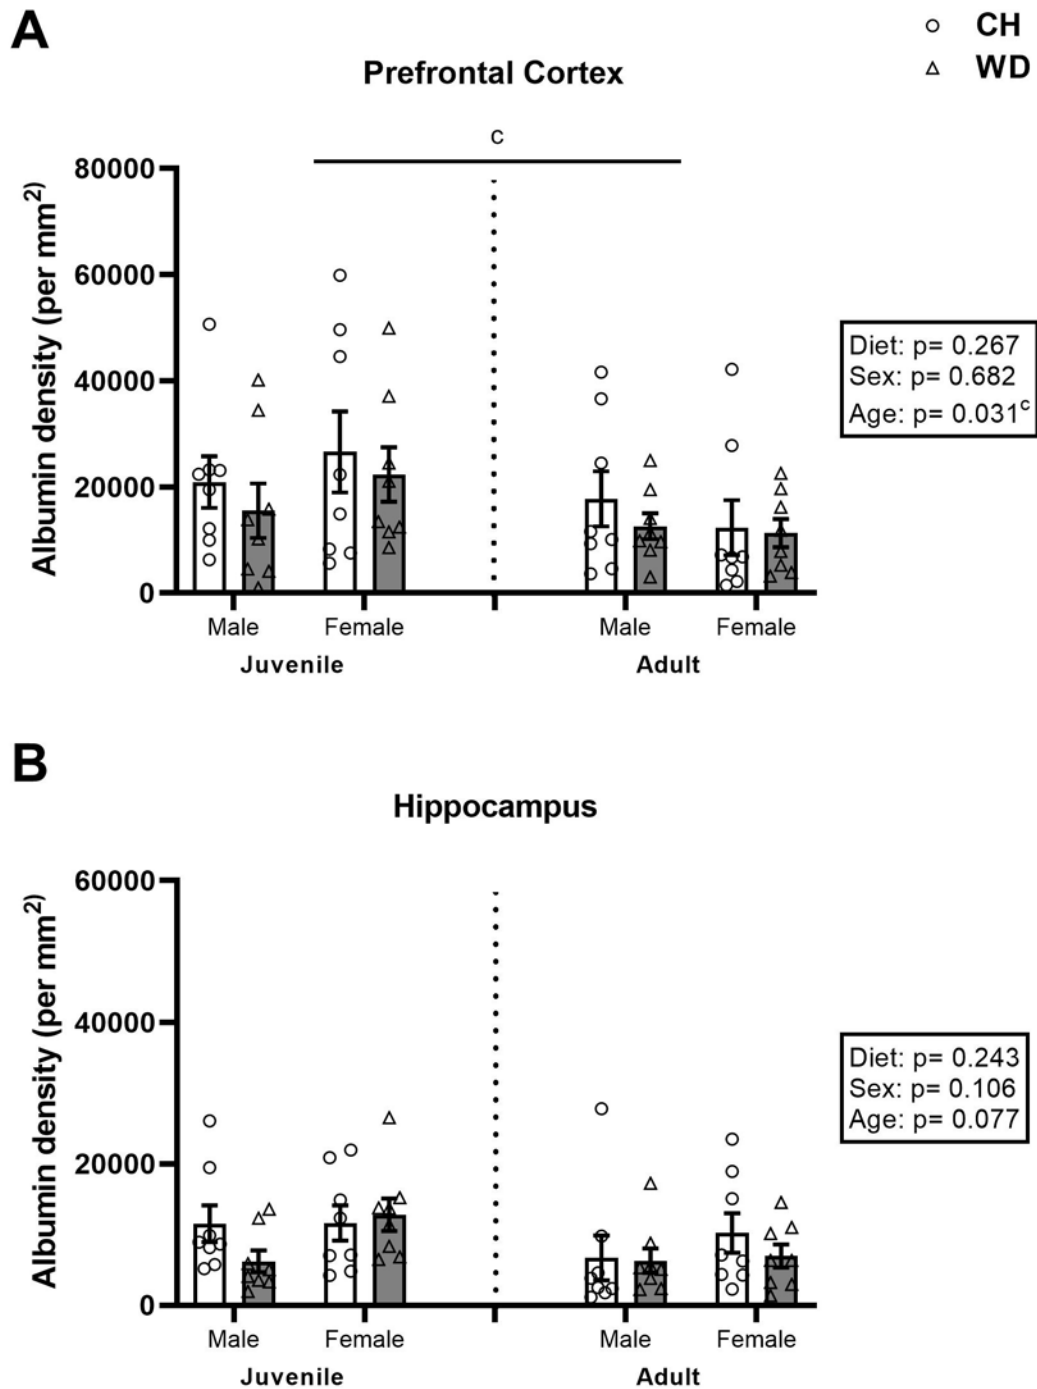 A
CH
WD
Prefrontal Cortex
c
Albumin density (per mm²)
80000
60000
40000
20000
0
Male
Female
Male
Female
Juvenile
Adult
Diet: p= 0.267
Sex: p= 0.682
Age: p= 0.031ᶜ
B
Hippocampus
Albumin density (per mm²)
60000
40000
20000
0
Male
Female
Male
Female
Juvenile
Adult
Diet: p= 0.243
Sex: p= 0.106
Age: p= 0.077